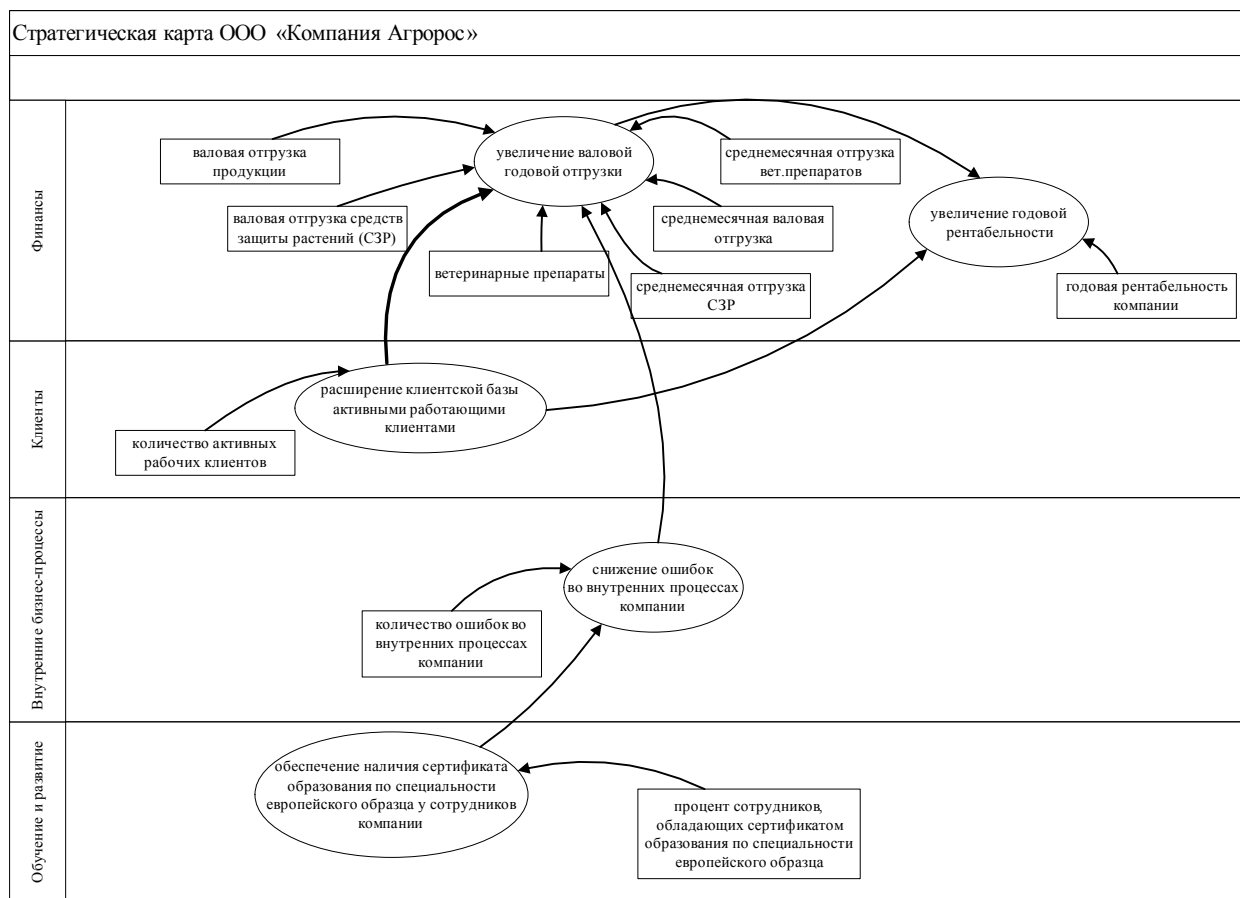 Стратегическая карта ООО «Компания Агророс»
Финансы
валовая отгрузка
продукции
увеличение валовой
годовой отгрузки
среднемесячная отгрузка
вет.препаратов
валовая отгрузка средств
защиты растений (СЗР)
среднемесячная валовая
отгрузка
увеличение годовой
рентабельности
ветеринарные препараты
среднемесячная отгрузка
СЗР
годовая рентабельность
компании
Клиенты
расширение клиентской базы
активными работающими
клиентами
количество активных
рабочих клиентов
Внутренние бизнес-процессы
снижение ошибок
во внутренних процессах
компании
количество ошибок во
внутренних процессах
компании
Обучение и развитие
обеспечение наличия сертификата
образования по специальности
европейского образца у сотрудников
компании
процент сотрудников,
обладающих сертификатом
образования по специальности
европейского образца